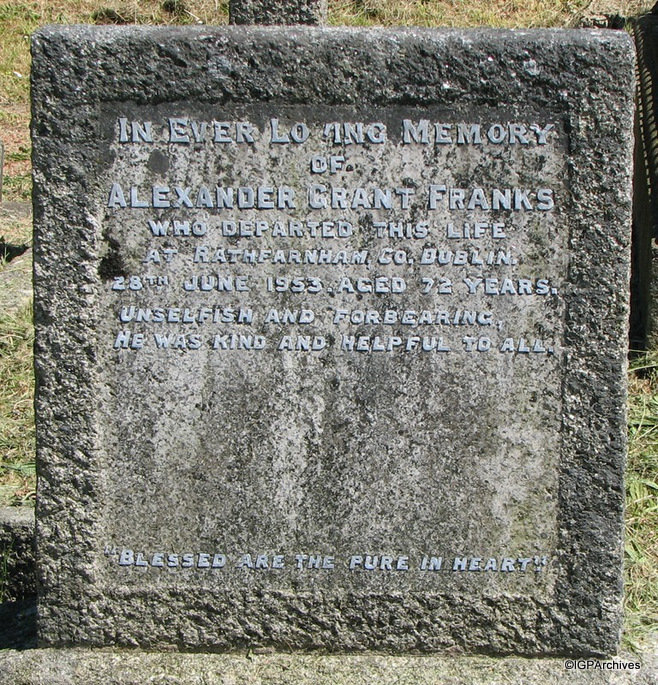 IN EVER LO ING MEMORY
OF
ALEXANDER GRANT FRANKS
WHO DEPARTED THIS LIFE
AT RATHFARNHAM, CO. DUBLIN.
28TH JUNE 1953. AGED 72 YEARS.
UNSELFISH AND FORBEARING,
HE WAS KIND AND HELPFUL TO ALL.
"BLESSED ARE THE PURE IN HEART"
©IGPArchives